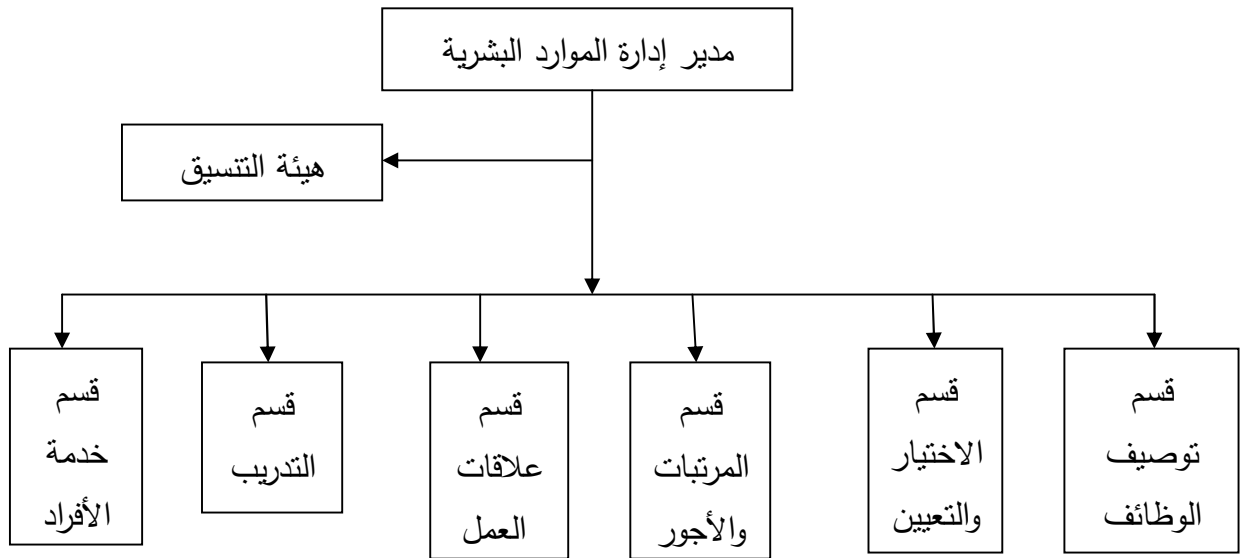 مدير إدارة الموارد البشرية
هيئة التنسيق
قسم
توصيف
الوظائف
قسم
الاختيار
والتعيين
قسم
المرتبات
والأجور
قسم
علاقات
العمل
قسم
التدريب
قسم
خدمة
الأفراد